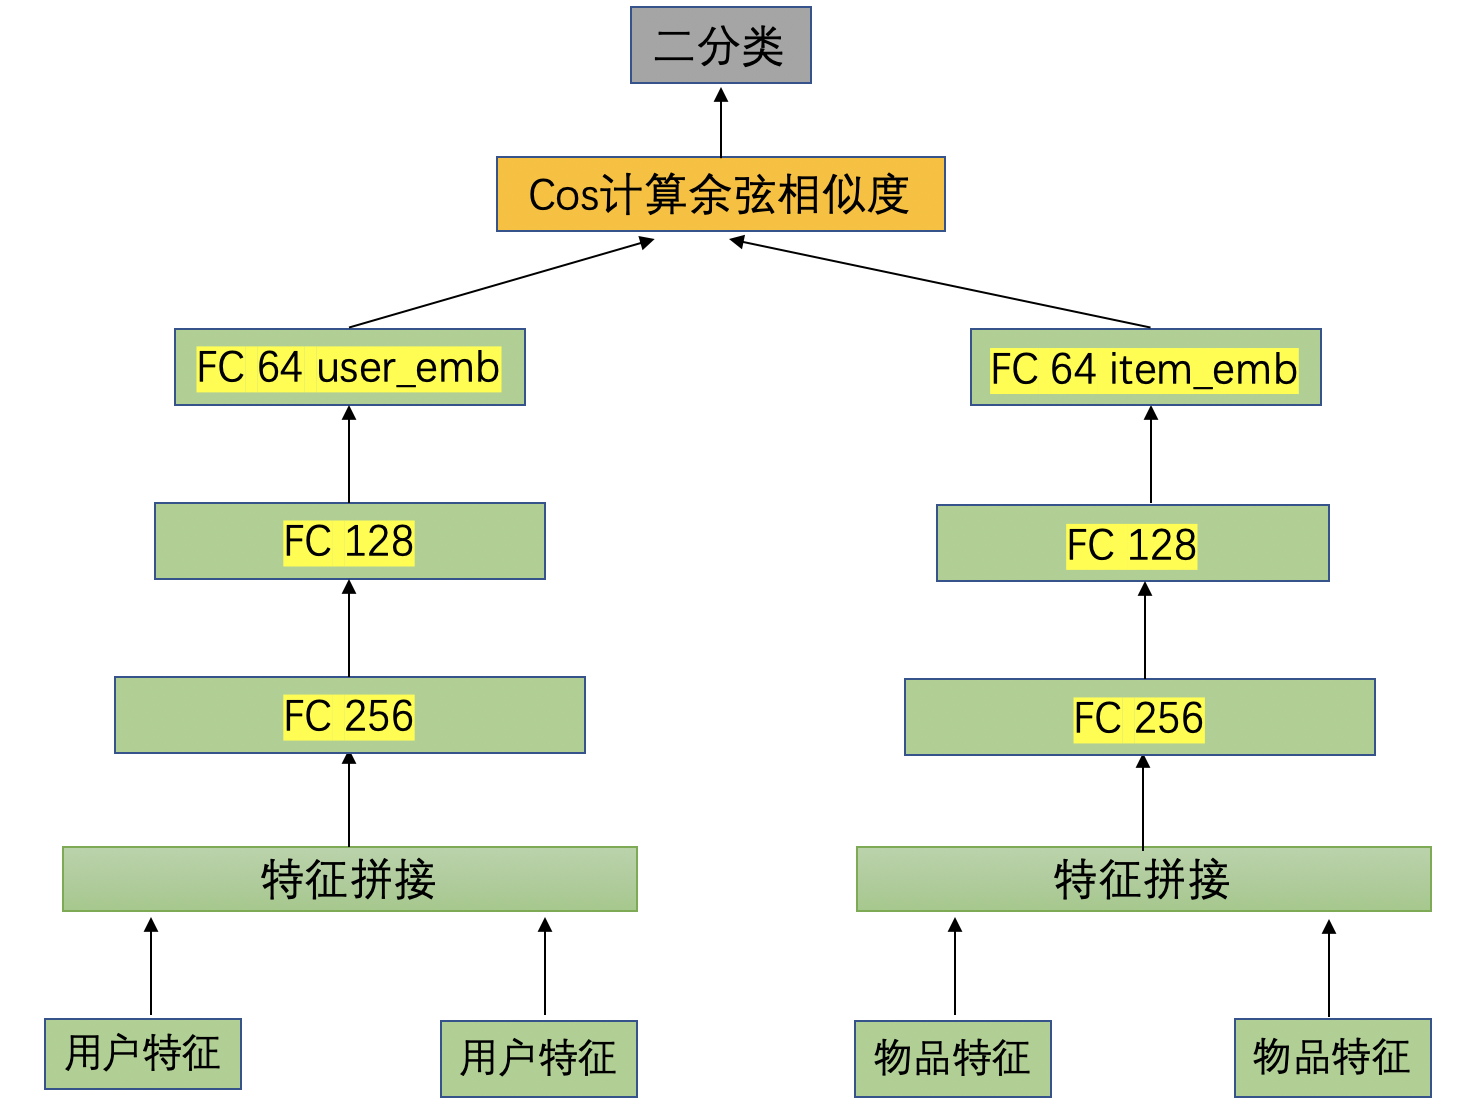 二分类
Cos计算余弦相似度
FC 64 user_emb
FC 64 item_emb
FC 128
FC 128
FC 256
FC 256
特征拼接
特征拼接
用户特征
用户特征
物品特征
物品特征